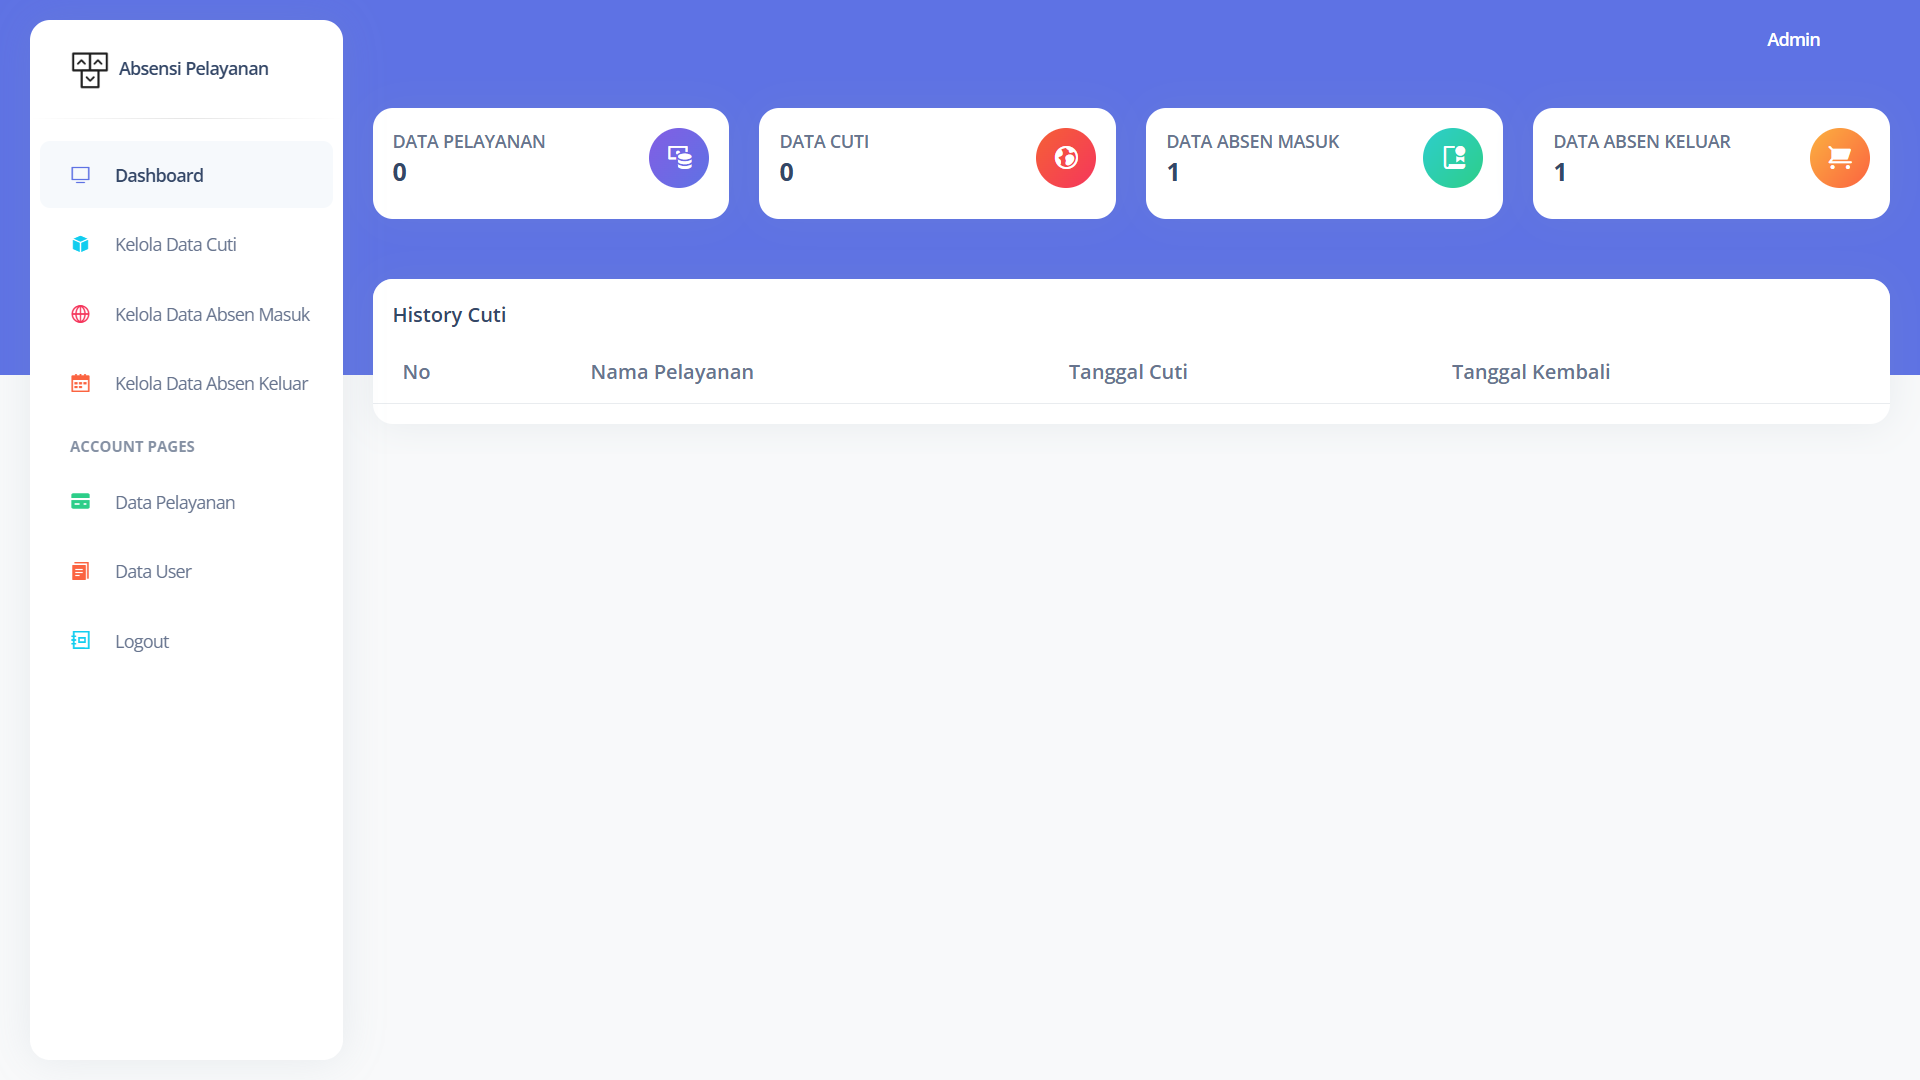 Absensi Pelayanan
Dashboard
Kelola Data Cuti
Kelola Data Absen Masuk
Kelola Data Absen Keluar
ACCOUNT PAGES
Data Pelayanan
Data User
Logout
Admin
DATA PELAYANAN
0
DATA CUTI
0
DATA ABSEN MASUK
1
DATA ABSEN KELUAR
1
History Cuti
No Nama Pelayanan Tanggal Cuti Tanggal Kembali